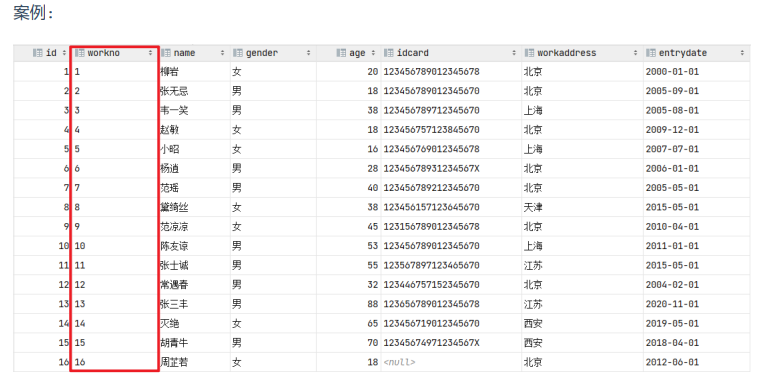 案例：
id workno name gender age idcard workaddress entrydate
1 1 柳岩 女 20 123456789012345678 北京 2000-01-01
2 2 张无忌 男 18 123456789012345670 北京 2005-09-01
3 3 韦一笑 男 38 123456789712345670 上海 2005-08-01
4 4 赵敏 女 18 123456757123845670 北京 2009-12-01
5 5 小昭 女 16 123456769012345678 上海 2007-07-01
6 6 杨逍 男 28 12345678931234567X 北京 2006-01-01
7 7 范瑶 男 40 123456789212345670 北京 2005-05-01
8 8 黛绮丝 女 38 123456157123645670 天津 2015-05-01
9 9 范凉凉 女 45 123156789012345678 北京 2010-04-01
10 10 陈友谅 男 53 123456789012345670 上海 2011-01-01
11 11 张士诚 男 55 123567897123465670 江苏 2015-05-01
12 12 常遇春 男 32 123446757152345670 北京 2004-02-01
13 13 张三丰 男 88 123656789012345678 江苏 2020-11-01
14 14 灭绝 女 65 123456719012345670 西安 2019-05-01
15 15 胡青牛 男 70 12345674971234567X 西安 2018-04-01
16 16 周芷若 女 18 <null> 北京 2012-06-01